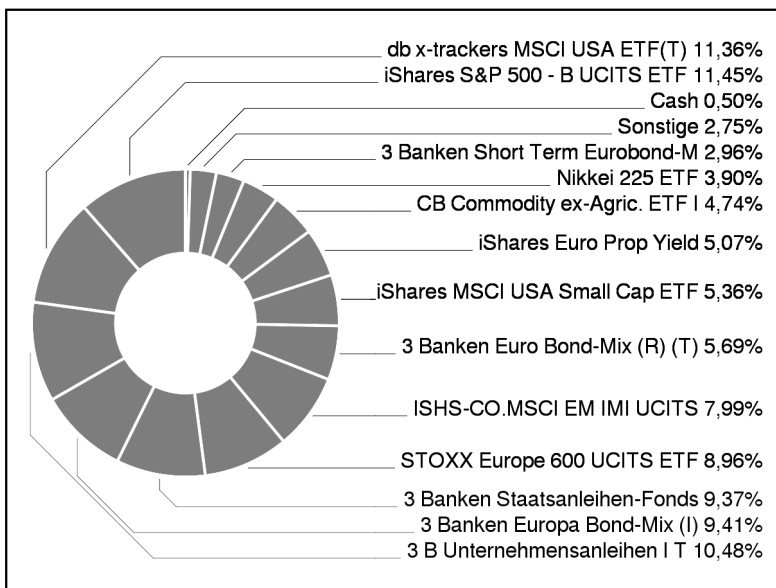 db x-trackers MSCI USA ETF(T) 11,36%
iShares S&P 500 - B UCITS ETF 11,45%
Cash 0,50%
Sonstige 2,75%
3 Banken Short Term Eurobond-M 2,96%
Nikkei 225 ETF 3,90%
CB Commodity ex-Agric. ETF I 4,74%
iShares Euro Prop Yield 5,07%
iShares MSCI USA Small Cap ETF 5,36%
3 Banken Euro Bond-Mix (R) (T) 5,69%
ISHS-CO.MSCI EM IMI UCITS 7,99%
STOXX Europe 600 UCITS ETF 8,96%
3 Banken Staatsanleihen-Fonds 9,37%
3 Banken Europa Bond-Mix (I) 9,41%
3 B Unternehmensanleihen I T 10,48%